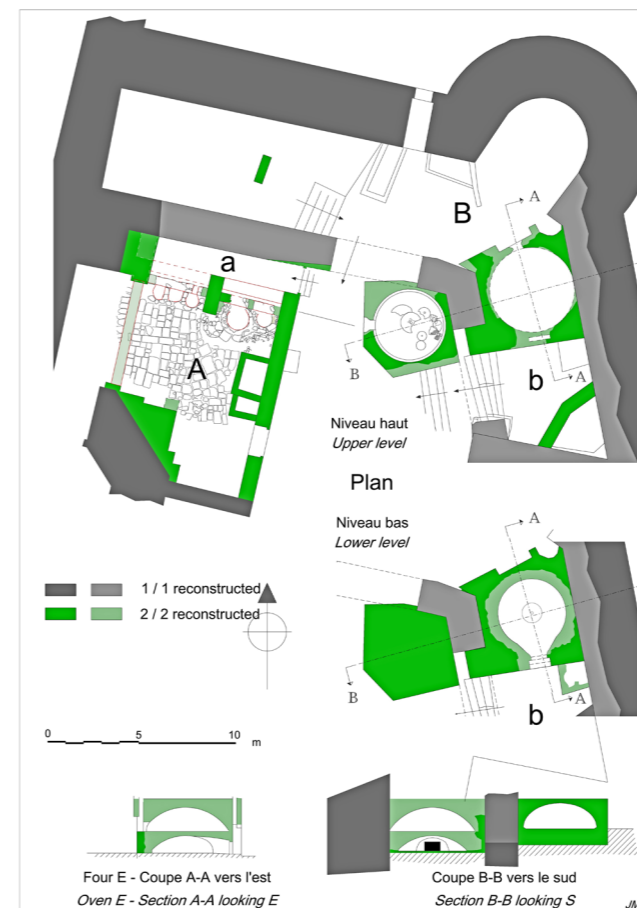 A
B
a
A
B
A
b
Niveau haut
Upper level
Plan
Niveau bas
Lower level
A
1 / 1 reconstructed
2 / 2 reconstructed
B
A
b
0 5 10 m
Four E - Coupe A-A vers l'est
Oven E - Section A-A looking E
Coupe B-B vers le sud
Section B-B looking S
JM